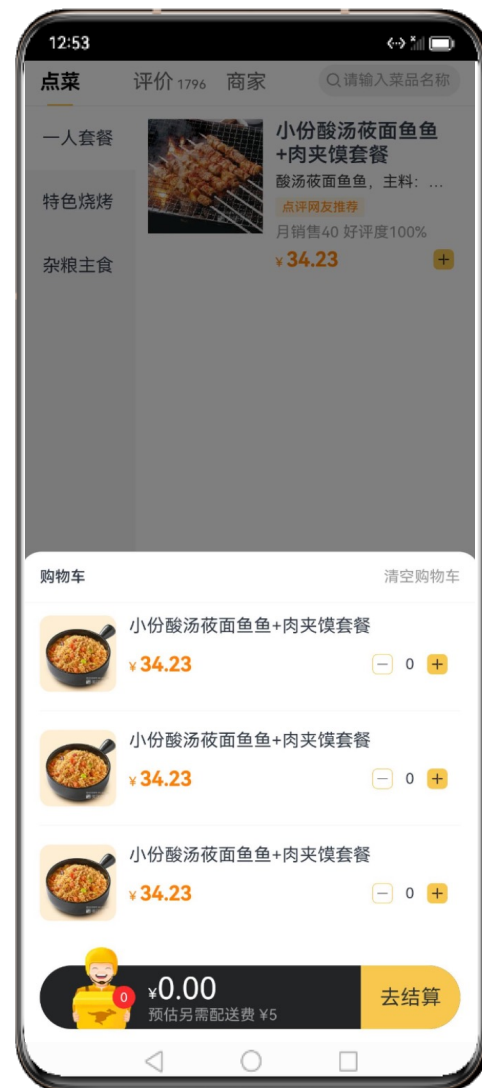 12:53
点菜 评价 1796 商家 请输入菜品名称
一人套餐
特色烧烤
杂粮主食
小份酸汤莜面鱼鱼
+肉夹馍套餐
酸汤莜面鱼鱼，主料：...
点评网友推荐
月销售40 好评度100%
¥ 34.23
购物车 清空购物车
小份酸汤莜面鱼鱼+肉夹馍套餐
¥ 34.23 0
小份酸汤莜面鱼鱼+肉夹馍套餐
¥ 34.23 0
小份酸汤莜面鱼鱼+肉夹馍套餐
¥ 34.23 0
0 ¥0.00 去结算
预估另需配送费 ¥5